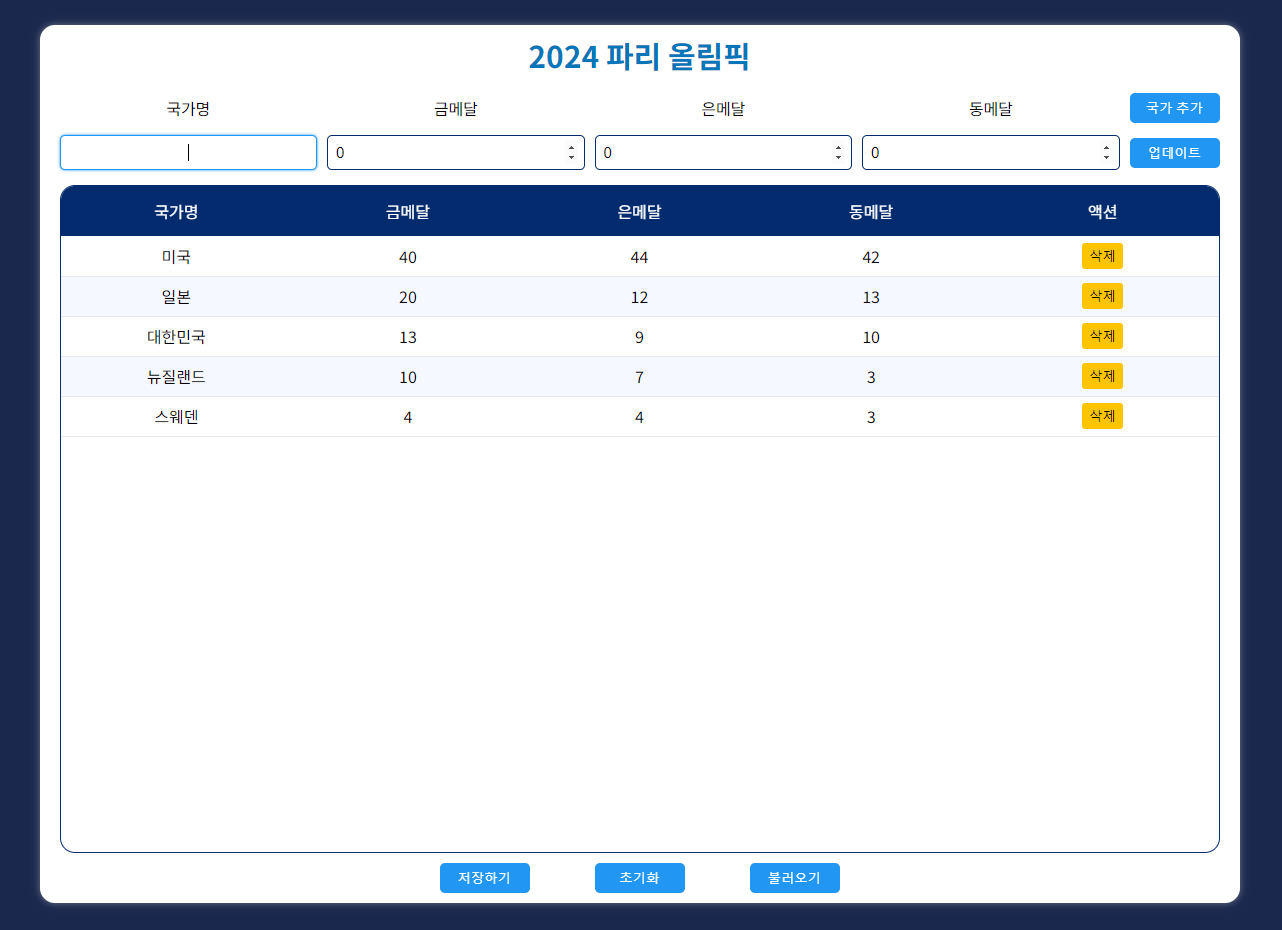 2024 파리 올림픽
국가명 금메달 은메달 동메달 국가 추가
0 0 0 업데이트
국가명 금메달 은메달 동메달 액션
미국 40 44 42 삭제
일본 20 12 13 삭제
대한민국 13 9 10 삭제
뉴질랜드 10 7 3 삭제
스웨덴 4 4 3 삭제
저장하기 초기화 불러오기